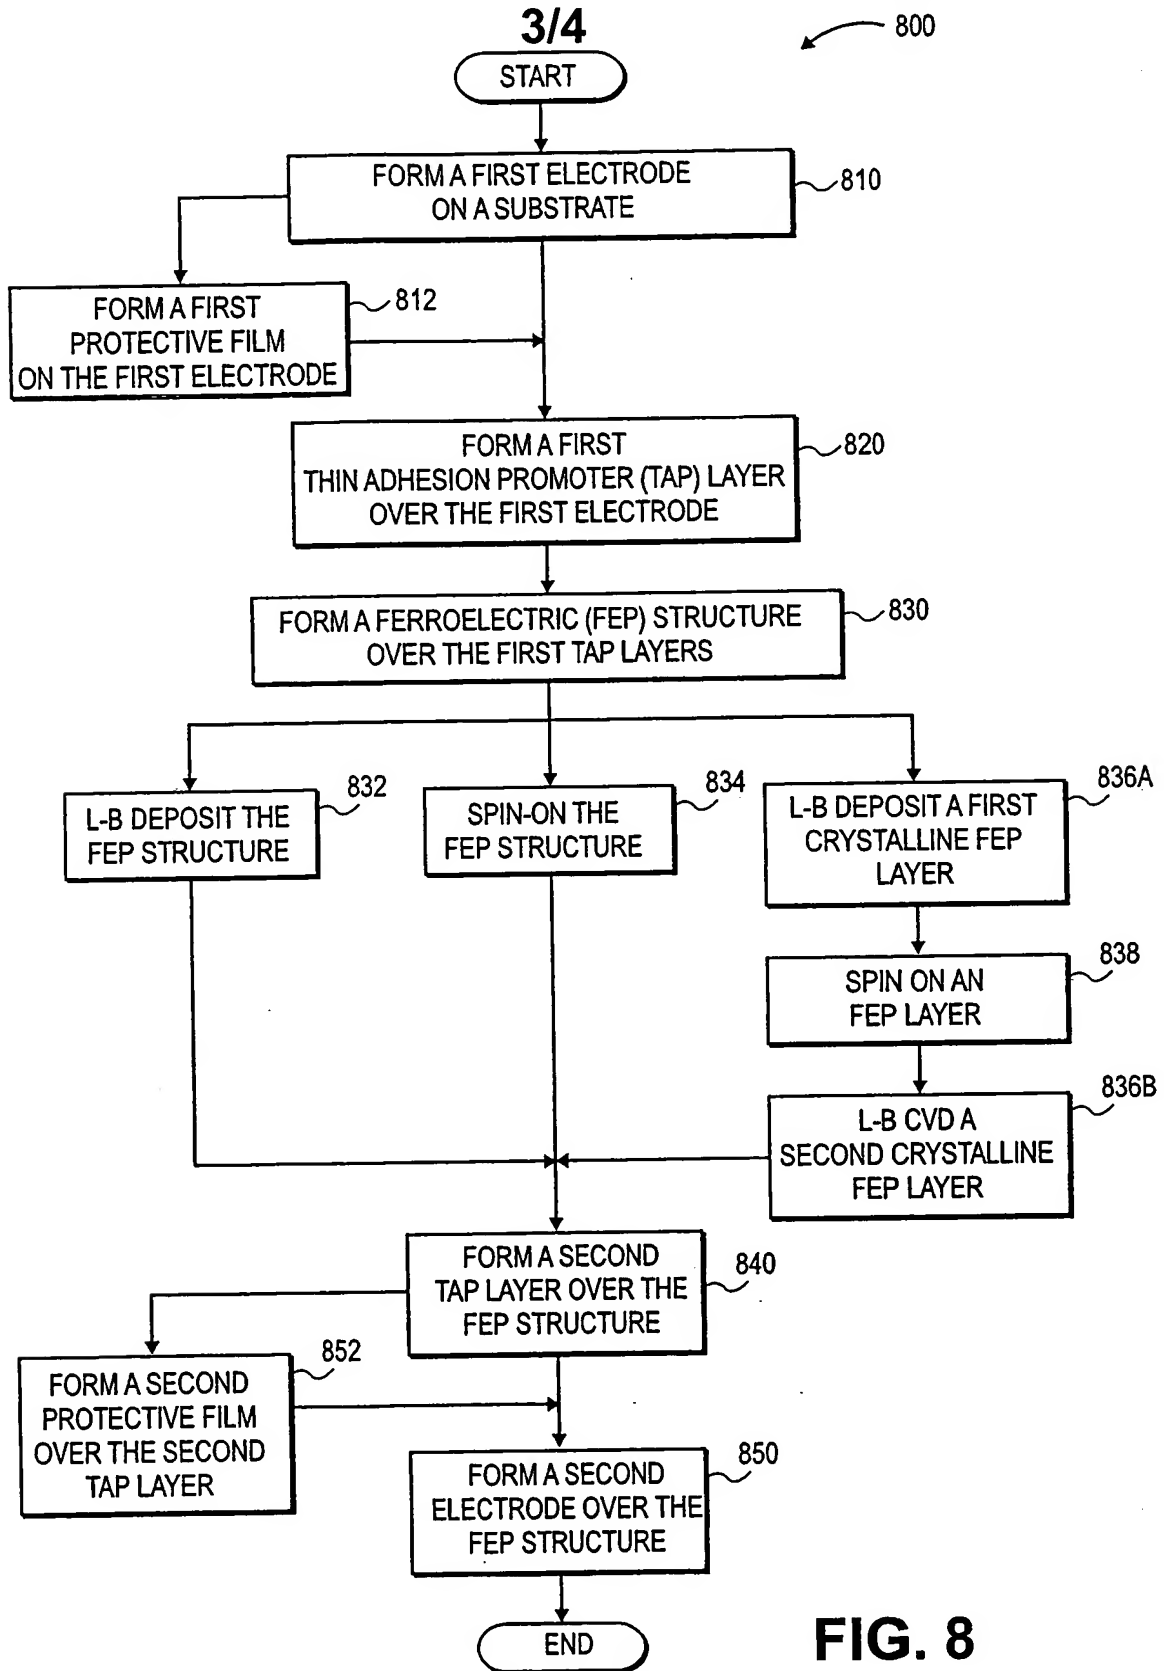 3/4
800
START
FORM A FIRST ELECTRODE
ON A SUBSTRATE
810
FORM A FIRST
PROTECTIVE FILM
ON THE FIRST ELECTRODE
812
FORM A FIRST
THIN ADHESION PROMOTER (TAP) LAYER
OVER THE FIRST ELECTRODE
820
FORM A FERROELECTRIC (FEP) STRUCTURE
OVER THE FIRST TAP LAYERS
830
L-B DEPOSIT THE
FEP STRUCTURE
832
SPIN-ON THE
FEP STRUCTURE
834
L-B DEPOSIT A FIRST
CRYSTALLINE FEP
LAYER
836A
SPIN ON AN
FEP LAYER
838
L-B CVD A
SECOND CRYSTALLINE
FEP LAYER
836B
FORM A SECOND
TAP LAYER OVER THE
FEP STRUCTURE
840
FORM A SECOND
PROTECTIVE FILM
OVER THE SECOND
TAP LAYER
852
FORM A SECOND
ELECTRODE OVER THE
FEP STRUCTURE
850
END
FIG. 8